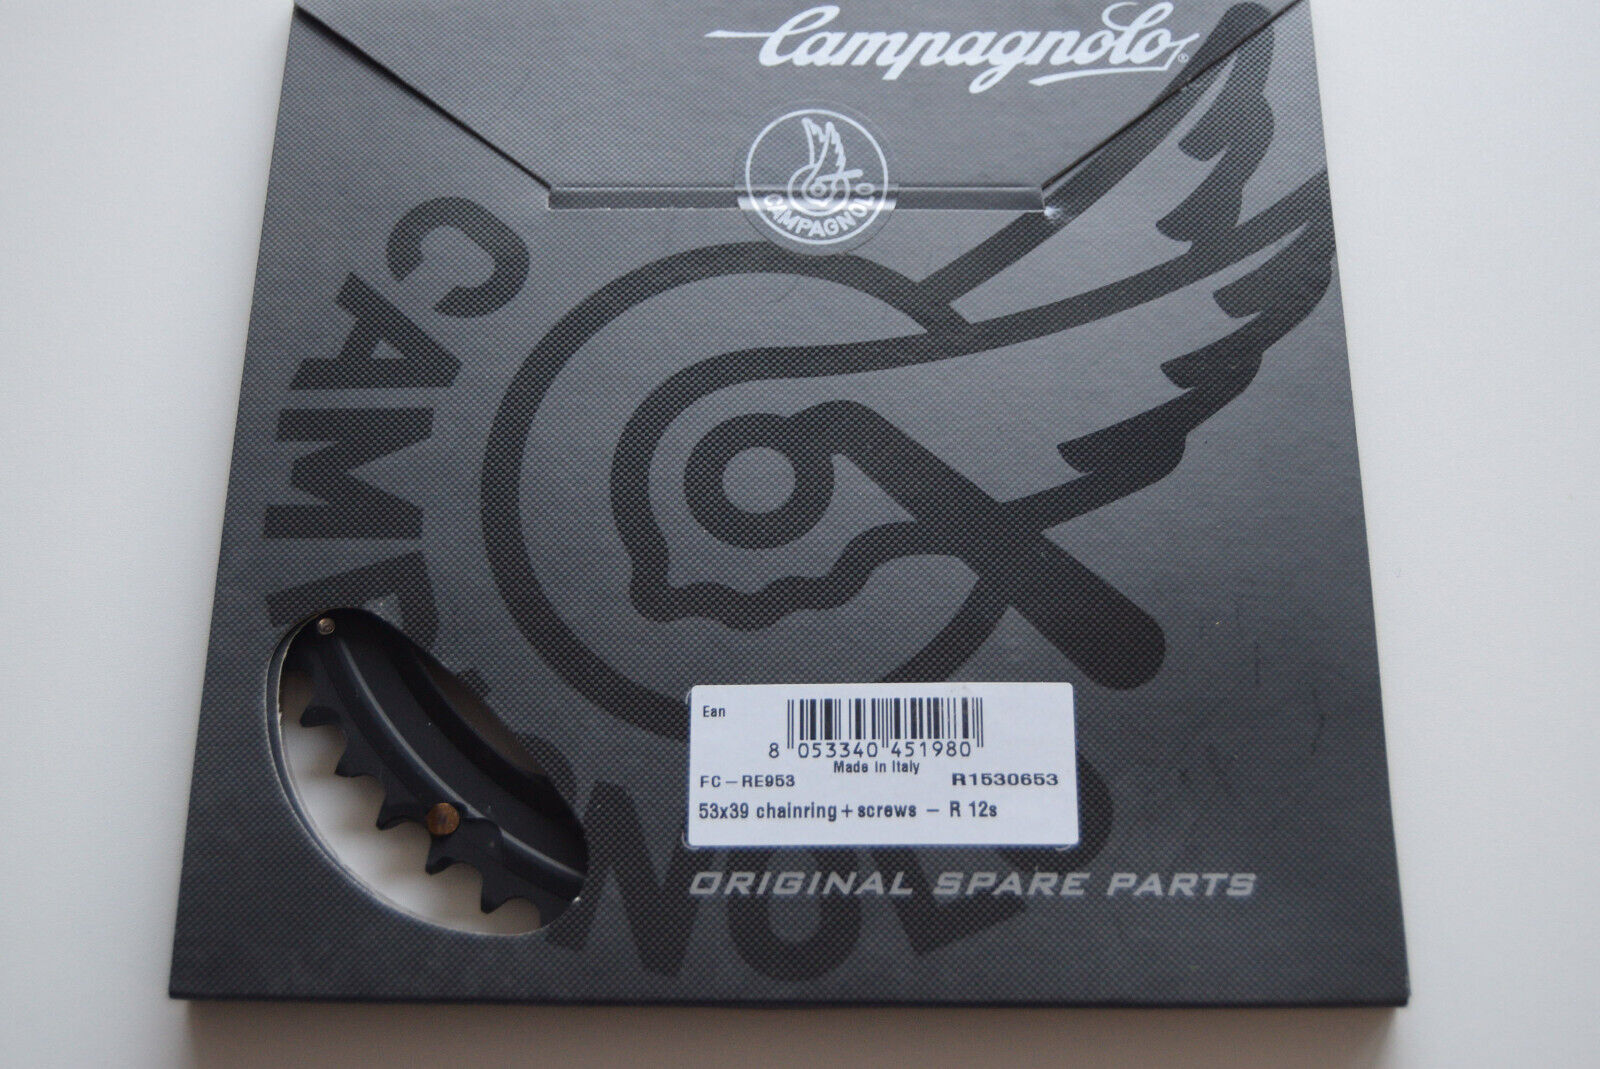 Campagnolo®
CAMPAGNOLO
CAMPAGNOLO
Ean
8 053340 451980
Made in Italy
FC-RE953 R1530653
53x39 chainring+screws - R 12s
ORIGINAL SPARE PARTS